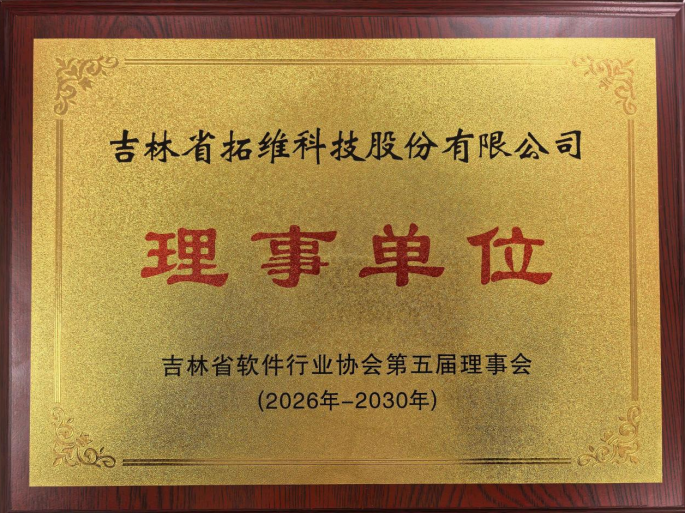 吉林省拓维科技股份有限公司
理事单位
吉林省软件行业协会第五届理事会
(2026年-2030年)